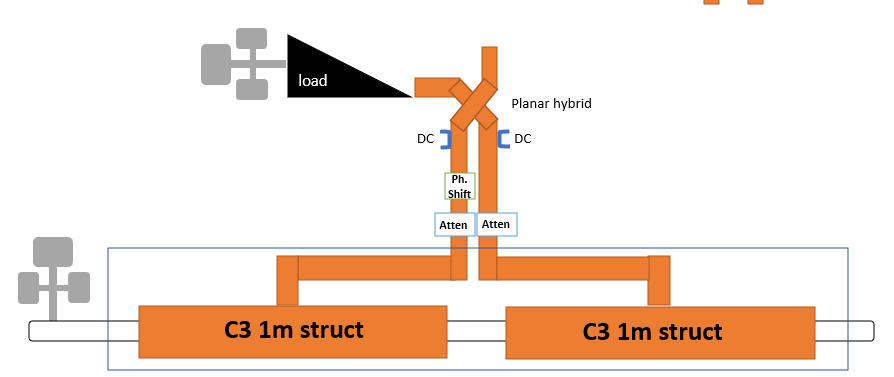 load
Planar hybrid
DC
DC
Ph.
Shift
Atten
Atten
C3 1m struct
C3 1m struct